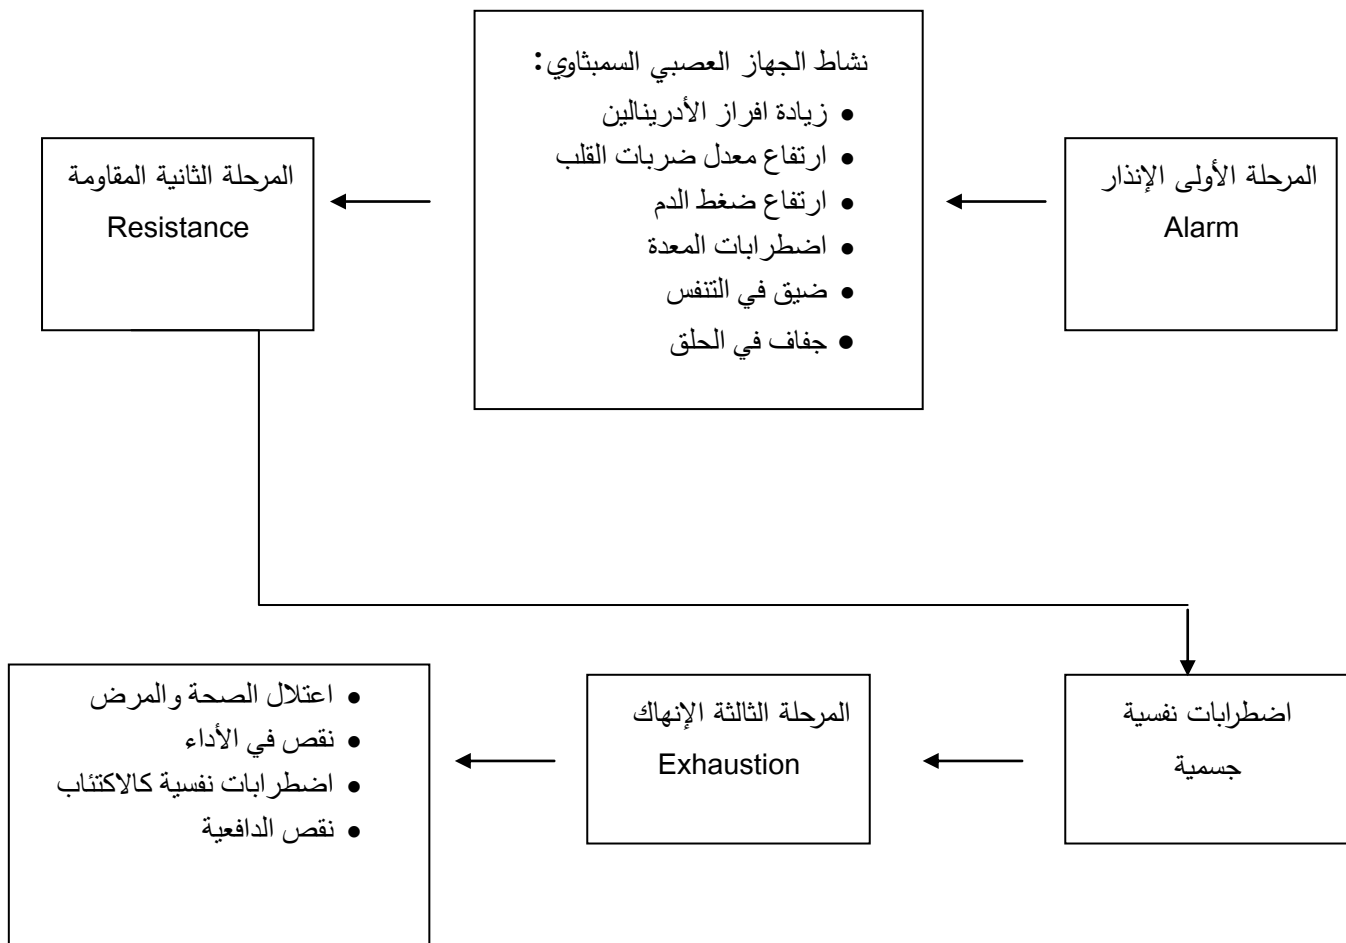 المرحلة الأولى الإنذار
Alarm
نشاط الجهاز العصبي السمبثاوي:
• زيادة افراز الأدرينالين
• ارتفاع معدل ضربات القلب
• ارتفاع ضغط الدم
• اضطرابات المعدة
• ضيق في التنفس
• جفاف في الحلق
المرحلة الثانية المقاومة
Resistance
اضطرابات نفسية
جسمية
المرحلة الثالثة الإنهاك
Exhaustion
• اعتلال الصحة والمرض
• نقص في الأداء
• اضطرابات نفسية كالاكتئاب
• نقص الدافعية